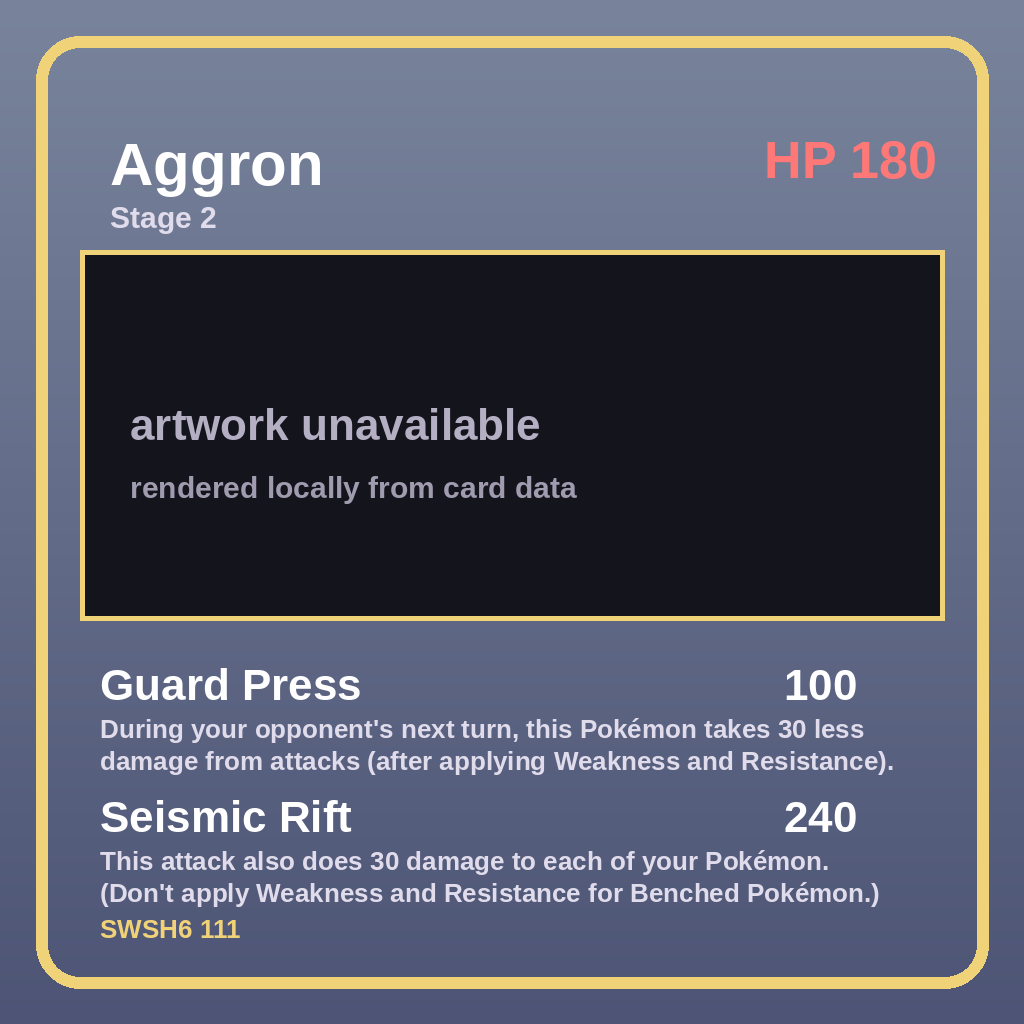 Aggron
HP 180
Stage 2
artwork unavailable
rendered locally from card data
Guard Press 100
During your opponent's next turn, this Pokémon takes 30 less
damage from attacks (after applying Weakness and Resistance).
Seismic Rift 240
This attack also does 30 damage to each of your Pokémon.
(Don't apply Weakness and Resistance for Benched Pokémon.)
SWSH6 111